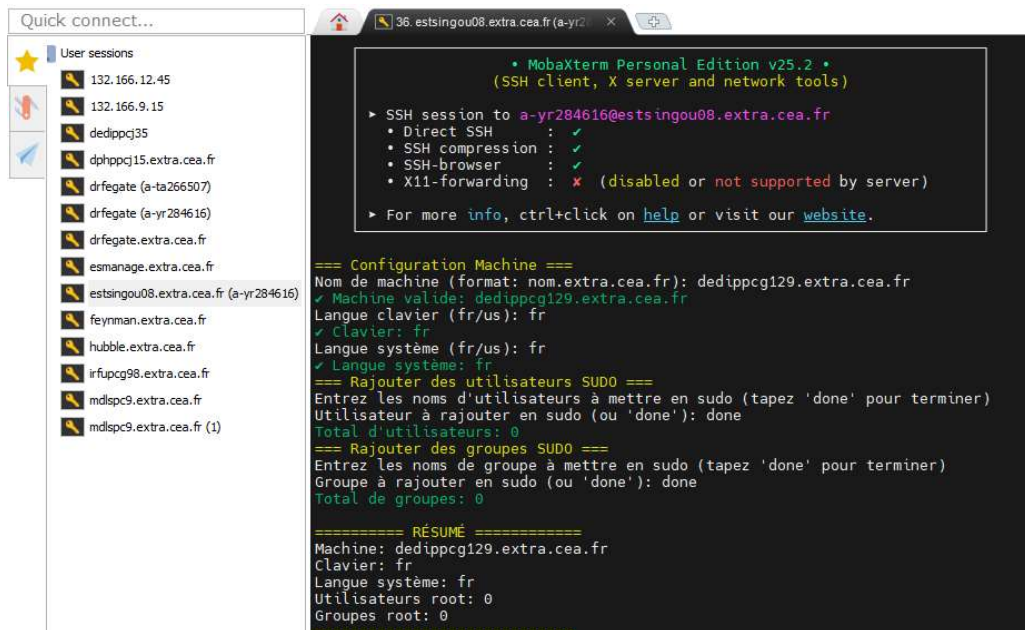 Quick connect...
User sessions
132.166.12.45
132.166.9.15
dedippcj35
dphppcj15.extra.cea.fr
drfegate (a-ta266507)
drfegate (a-yr284616)
drfegate.extra.cea.fr
esmanage.extra.cea.fr
estsingou08.extra.cea.fr (a-yr284616)
feynman.extra.cea.fr
hubble.extra.cea.fr
irfupcg98.extra.cea.fr
mdlspc9.extra.cea.fr
mdlspc9.extra.cea.fr (1)
36. estsingou08.extra.cea.fr (a-yr2
• MobaXterm Personal Edition v25.2 •
(SSH client, X server and network tools)
➤ SSH session to a-yr284616@estsingou08.extra.cea.fr
• Direct SSH : ✔
• SSH compression : ✔
• SSH-browser : ✔
• X11-forwarding : ✘ (disabled or not supported by server)
➤ For more info, ctrl+click on help or visit our website.
=== Configuration Machine ===
Nom de machine (format: nom.extra.cea.fr): dedippcg129.extra.cea.fr
✔ Machine valide: dedippcg129.extra.cea.fr
Langue clavier (fr/us): fr
✔ Clavier: fr
Langue système (fr/us): fr
✔ Langue système: fr
=== Rajouter des utilisateurs SUDO ===
Entrez les noms d'utilisateurs à mettre en sudo (tapez 'done' pour terminer)
Utilisateur à rajouter en sudo (ou 'done'): done
Total d'utilisateurs: 0
=== Rajouter des groupes SUDO ===
Entrez les noms de groupe à mettre en sudo (tapez 'done' pour terminer)
Groupe à rajouter en sudo (ou 'done'): done
Total de groupes: 0
========== RÉSUMÉ ============
Machine: dedippcg129.extra.cea.fr
Clavier: fr
Langue système: fr
Utilisateurs root: 0
Groupes root: 0